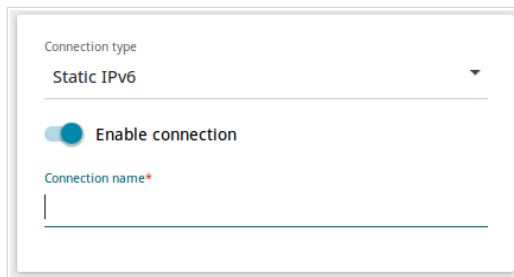 Connection type
Static IPv6
Enable connection
Connection name*